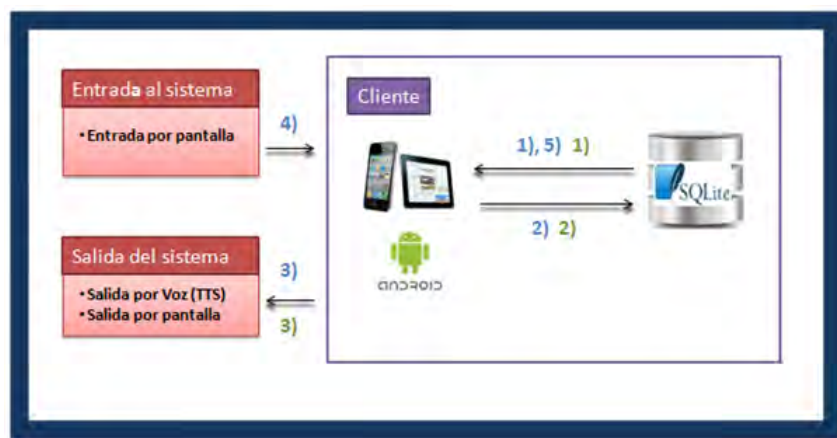 Entrada al sistema
• Entrada por pantalla
4)
Cliente
1), 5) 1)
SQLite
2) 2)
ANDROID
Salida del sistema
• Salida por Voz (TTS)
• Salida por pantalla
3)
3)